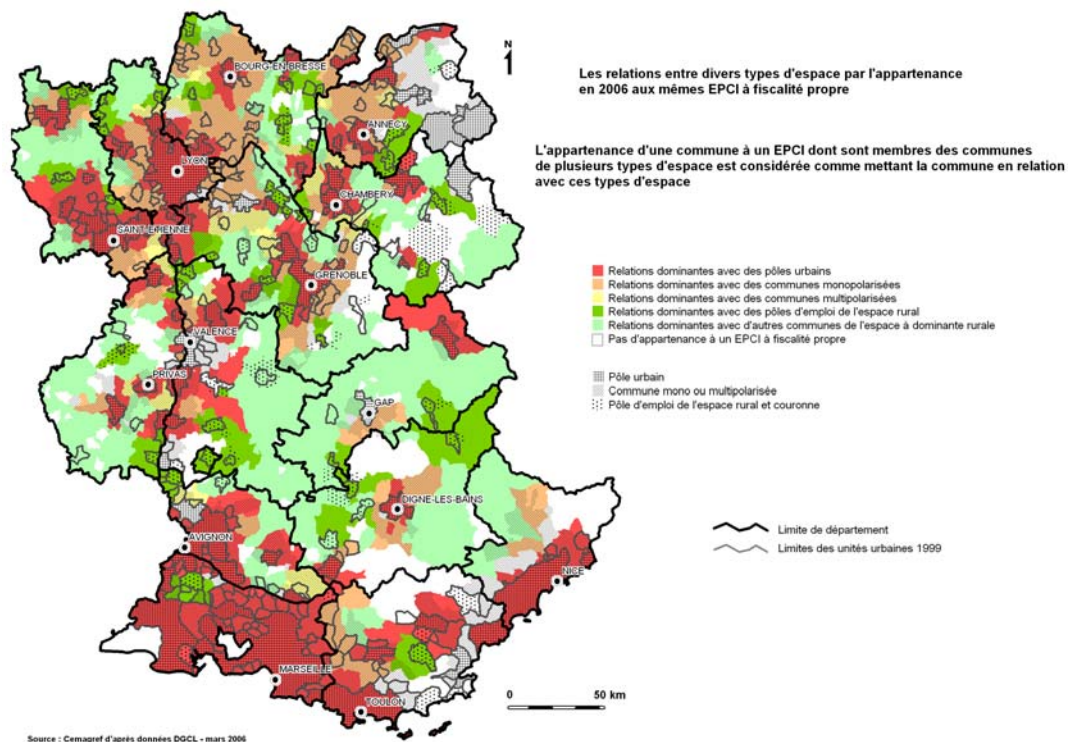 Les relations entre divers types d'espace par l'appartenance
en 2006 aux mêmes EPCI à fiscalité propre
L'appartenance d'une commune à un EPCI dont sont membres des communes
de plusieurs types d'espace est considérée comme mettant la commune en relation
avec ces types d'espace
N
BOURG-EN-BRESSE
ANNECY
LYON
CHAMBERY
SAINT-ETIENNE
GRENOBLE
VALENCE
PRIVAS
GAP
DIGNE-LES-BAINS
AVIGNON
NICE
MARSEILLE
TOULON
Relations dominantes avec des pôles urbains
Relations dominantes avec des communes monopolarisées
Relations dominantes avec des communes multipolarisées
Relations dominantes avec des pôles d'emploi de l'espace rural
Relations dominantes avec d'autres communes de l'espace à dominante rurale
Pas d'appartenance à un EPCI à fiscalité propre
Pôle urbain
Commune mono ou multipolarisée
Pôle d'emploi de l'espace rural et couronne
Limite de département
Limites des unités urbaines 1999
0 50 km
Source : Cemagref d'après données DGCL - mars 2006